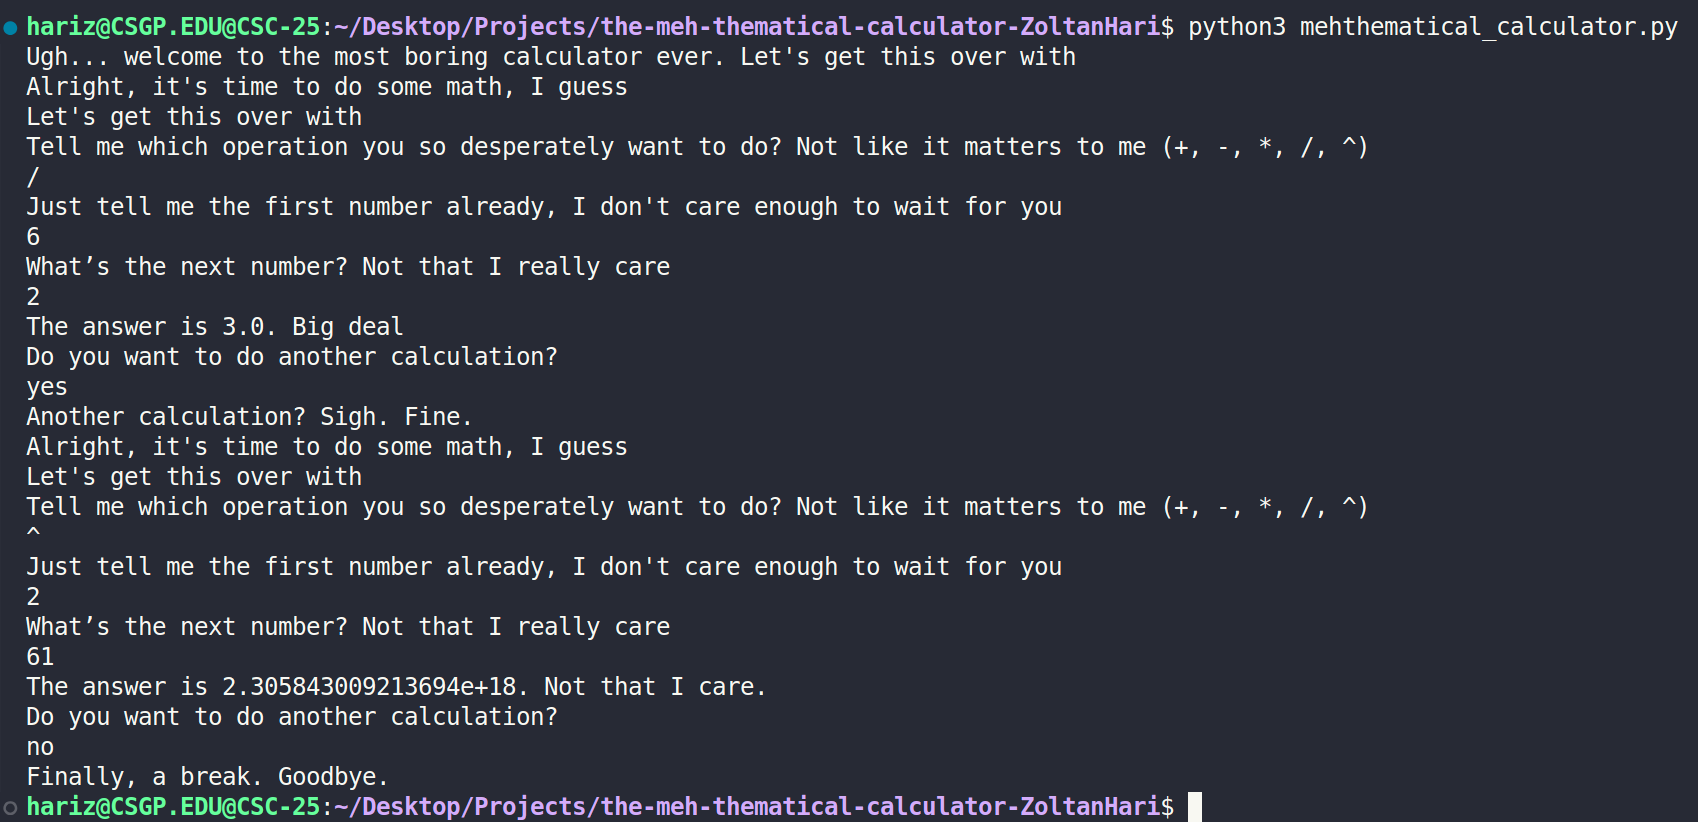 hariz@CSGP.EDU@CSC-25:~/Desktop/Projects/the-meh-thematical-calculator-ZoltanHari$ python3 mehthematical_calculator.py
Ugh... welcome to the most boring calculator ever. Let's get this over with
Alright, it's time to do some math, I guess
Let's get this over with
Tell me which operation you so desperately want to do? Not like it matters to me (+, -, *, /, ^)
/
Just tell me the first number already, I don't care enough to wait for you
6
What’s the next number? Not that I really care
2
The answer is 3.0. Big deal
Do you want to do another calculation?
yes
Another calculation? Sigh. Fine.
Alright, it's time to do some math, I guess
Let's get this over with
Tell me which operation you so desperately want to do? Not like it matters to me (+, -, *, /, ^)
^
Just tell me the first number already, I don't care enough to wait for you
2
What’s the next number? Not that I really care
61
The answer is 2.305843009213694e+18. Not that I care.
Do you want to do another calculation?
no
Finally, a break. Goodbye.
hariz@CSGP.EDU@CSC-25:~/Desktop/Projects/the-meh-thematical-calculator-ZoltanHari$